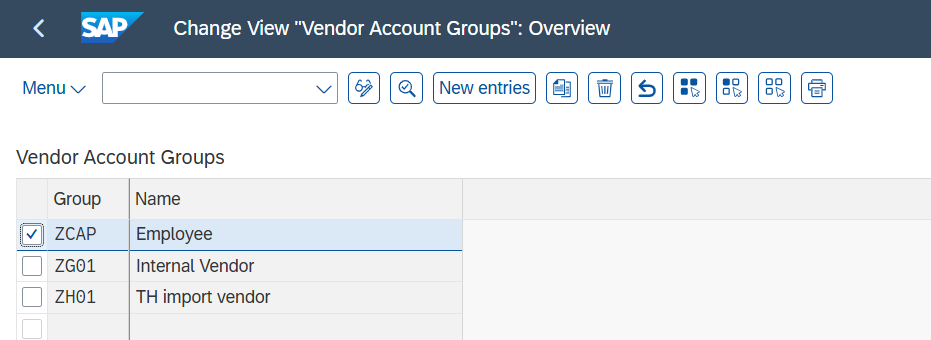 SAP Change View "Vendor Account Groups": Overview
Menu New entries
Vendor Account Groups
Group Name
ZCAP Employee
ZG01 Internal Vendor
ZH01 TH import vendor